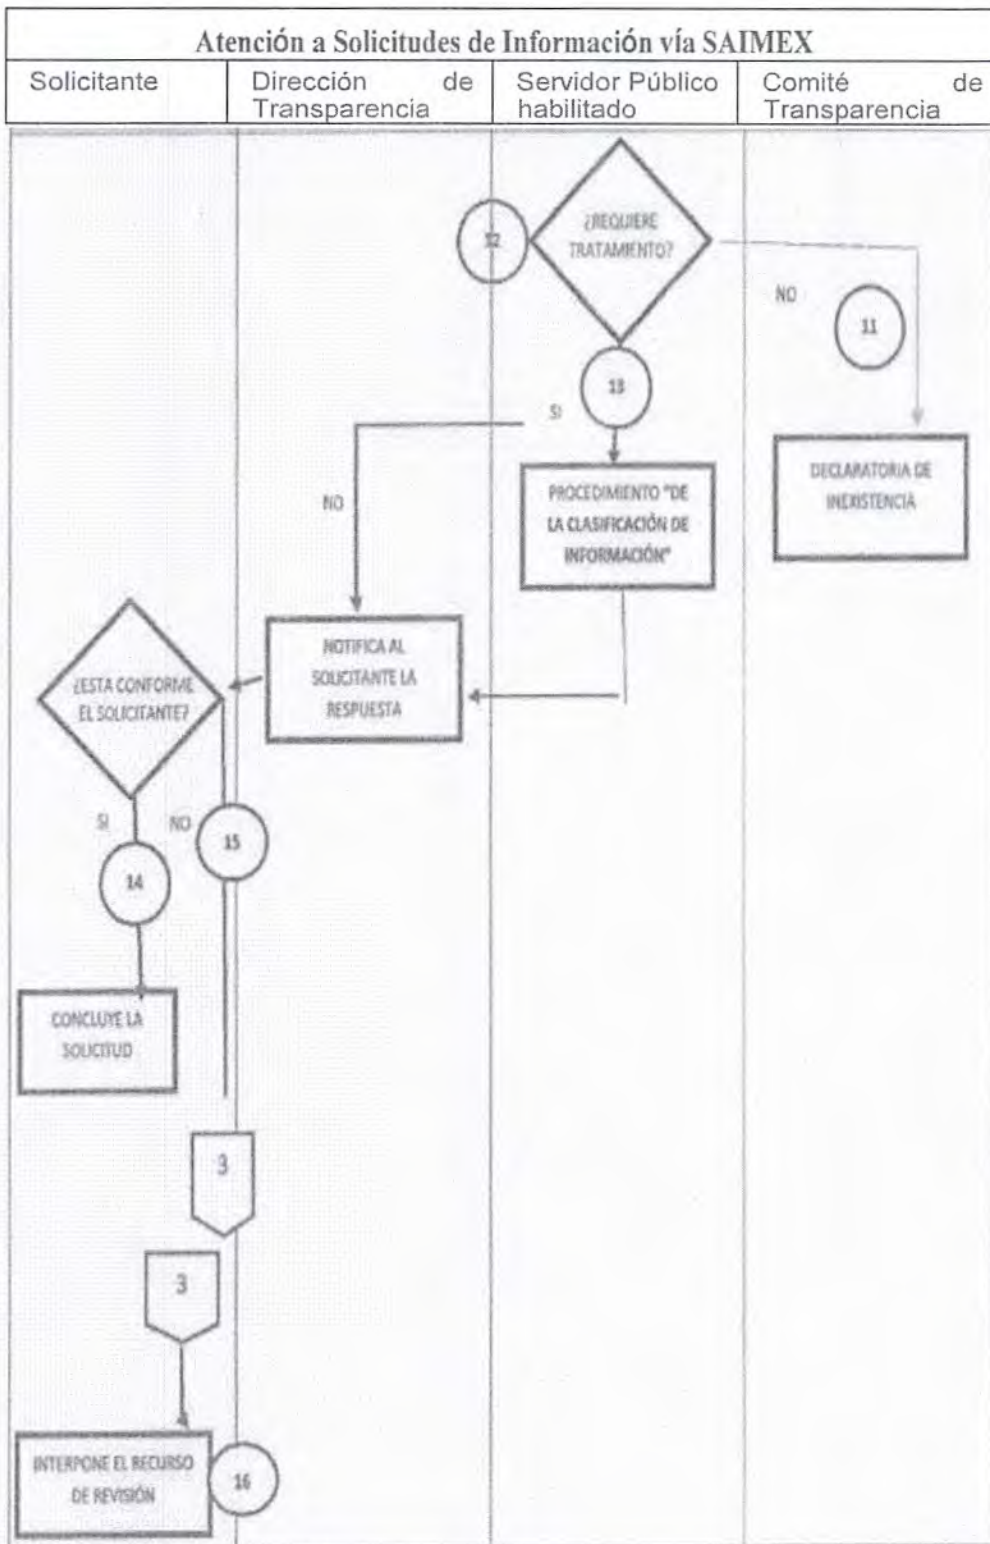 Atención a Solicitudes de Información vía SAIMEX
Solicitante
Dirección de
Transparencia
Servidor Público
habilitado
Comité de
Transparencia
¿REQUIERE
TRATAMIENTO?
12
NO
11
13
SI
DECLARATORIA DE
INEXISTENCIA
PROCEDIMIENTO "DE
LA CLASIFICACIÓN DE
INFORMACIÓN"
NO
NOTIFICA AL
SOLICITANTE LA
RESPUESTA
¿ESTA CONFORME
EL SOLICITANTE?
SI
NO
15
14
CONCLUYE LA
SOLICITUD
3
3
INTERPONE EL RECURSO
DE REVISIÓN
16